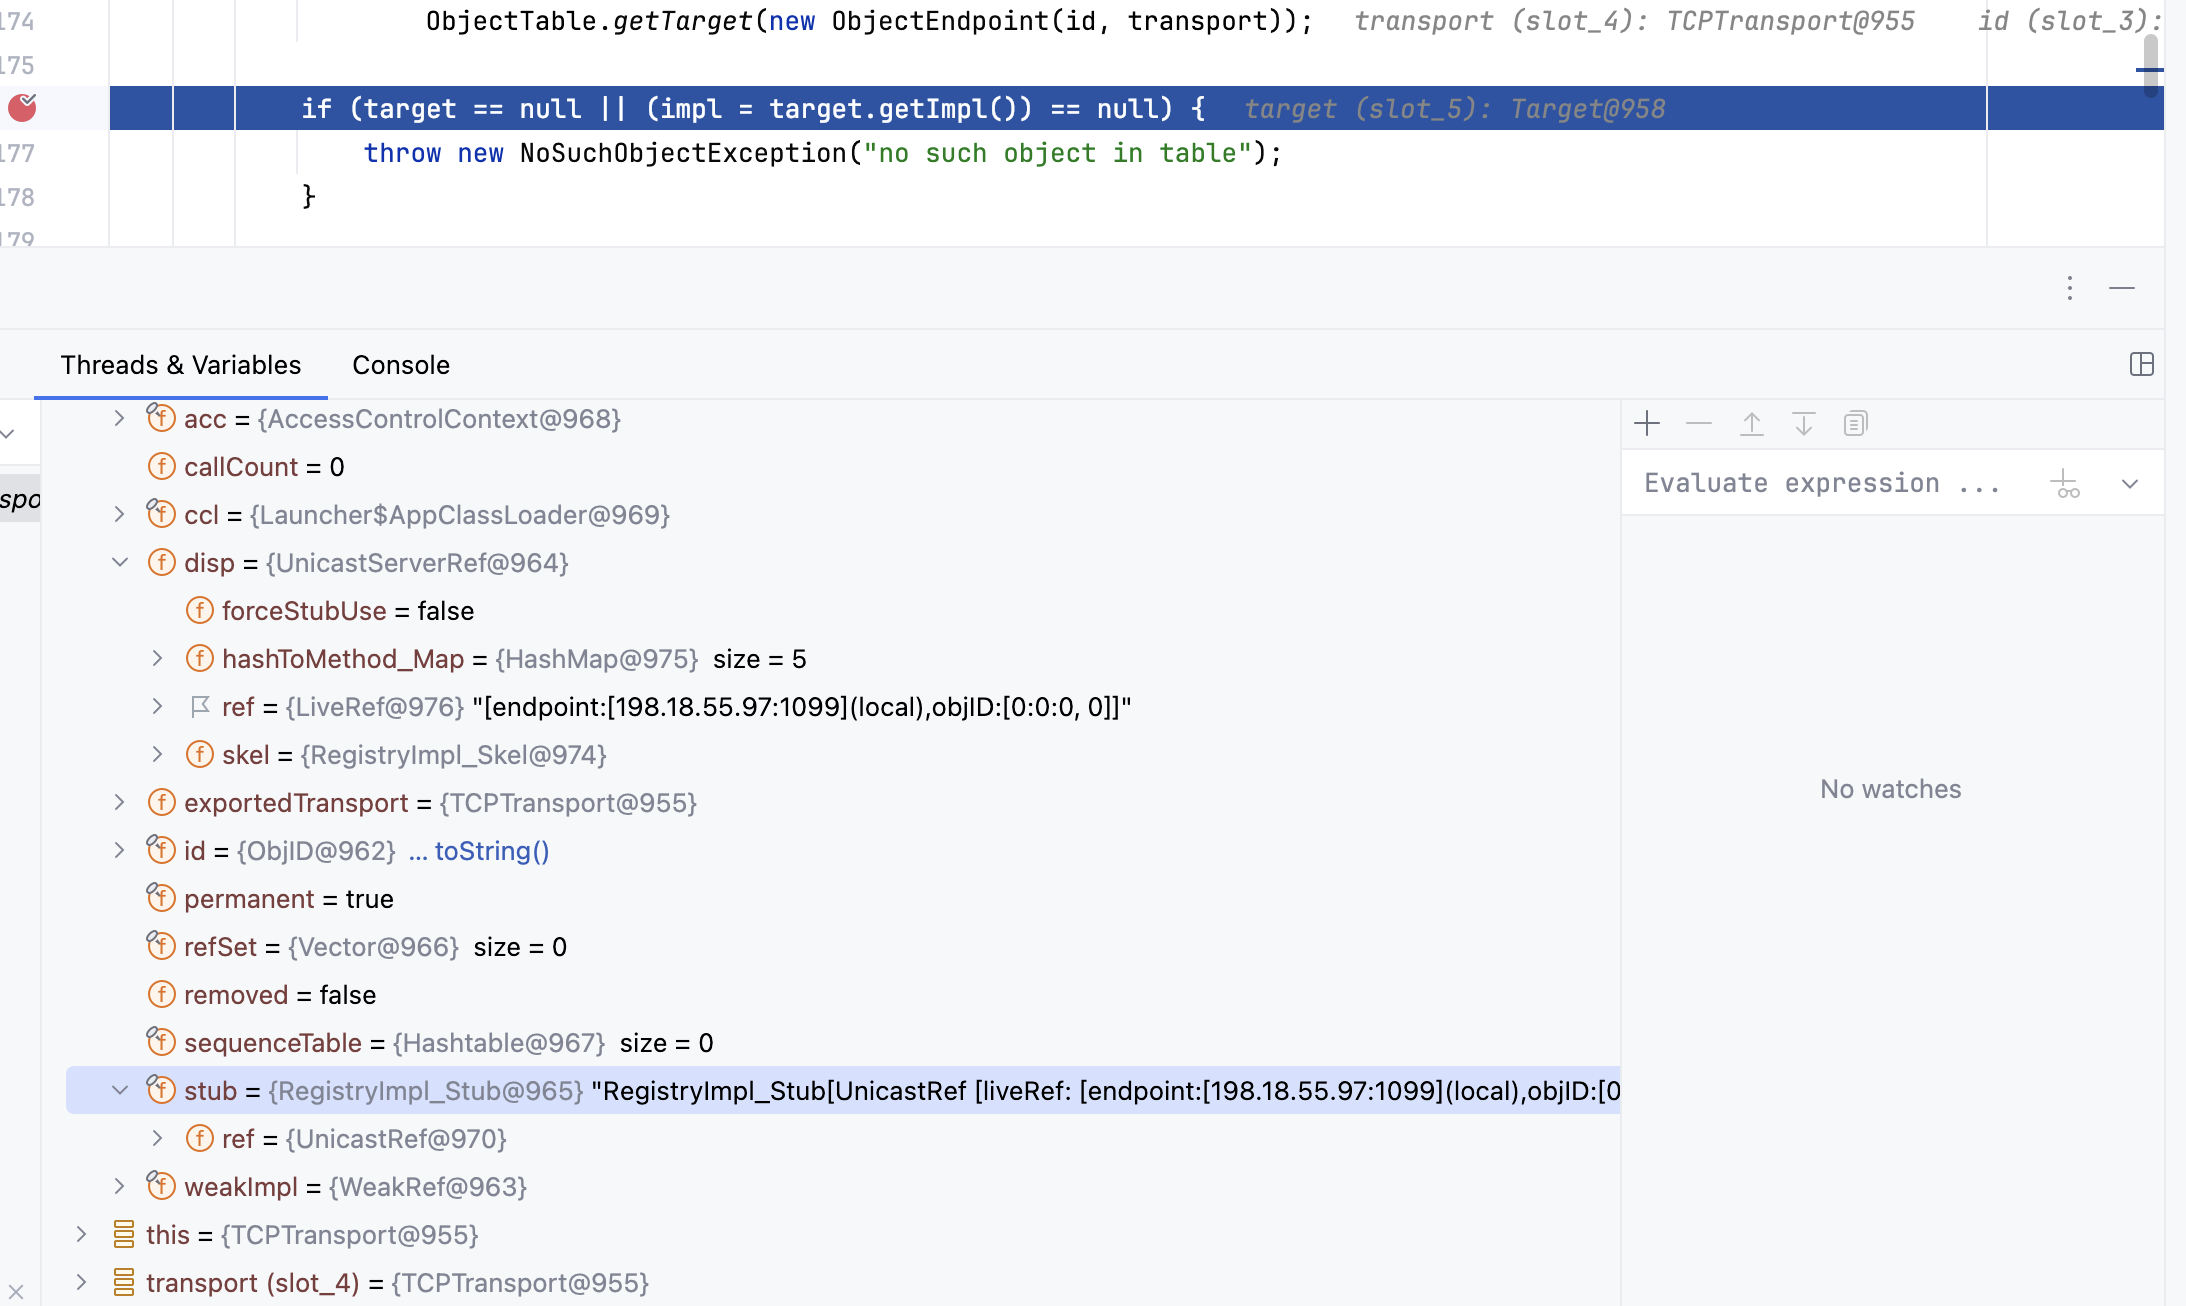 174 ObjectTable.getTarget(new ObjectEndpoint(id, transport)); transport (slot_4): TCPTransport@955 id (slot_3):
175
if (target == null || (impl = target.getImpl()) == null) { target (slot_5): Target@958
177 throw new NoSuchObjectException("no such object in table");
178 }
179
Threads & Variables Console
acc = {AccessControlContext@968}
callCount = 0
ccl = {Launcher$AppClassLoader@969}
disp = {UnicastServerRef@964}
forceStubUse = false
hashToMethod_Map = {HashMap@975} size = 5
ref = {LiveRef@976} "[endpoint:[198.18.55.97:1099](local),objID:[0:0:0, 0]]"
skel = {RegistryImpl_Skel@974}
exportedTransport = {TCPTransport@955}
id = {ObjID@962} ... toString()
permanent = true
refSet = {Vector@966} size = 0
removed = false
sequenceTable = {Hashtable@967} size = 0
stub = {RegistryImpl_Stub@965} "RegistryImpl_Stub[UnicastRef [liveRef: [endpoint:[198.18.55.97:1099](local),objID:[0
ref = {UnicastRef@970}
weakImpl = {WeakRef@963}
this = {TCPTransport@955}
transport (slot_4) = {TCPTransport@955}
spo
Evaluate expression ...
No watches